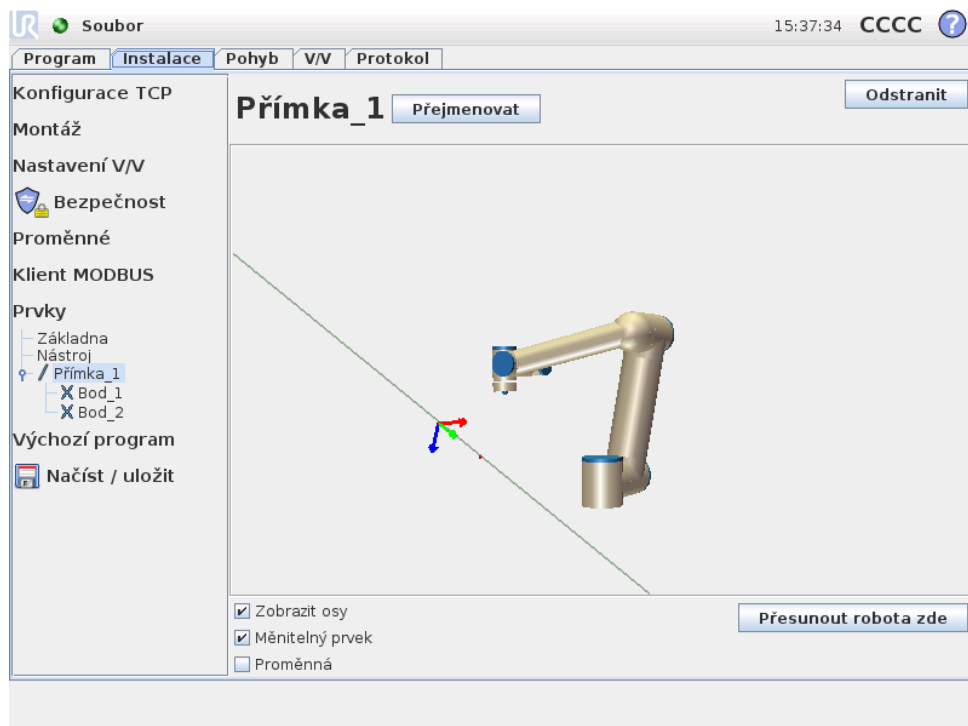 UR Soubor 15:37:34 CCCC ?
Program Instalace Pohyb V/V Protokol
Konfigurace TCP
Montáž
Nastavení V/V
Bezpečnost
Proměnné
Klient MODBUS
Prvky
Základna
Nástroj
Přímka_1
Bod_1
Bod_2
Výchozí program
Načíst / uložit
Přímka_1 Přejmenovat Odstranit
Zobrazit osy
Měnitelný prvek
Proměnná
Přesunout robota zde